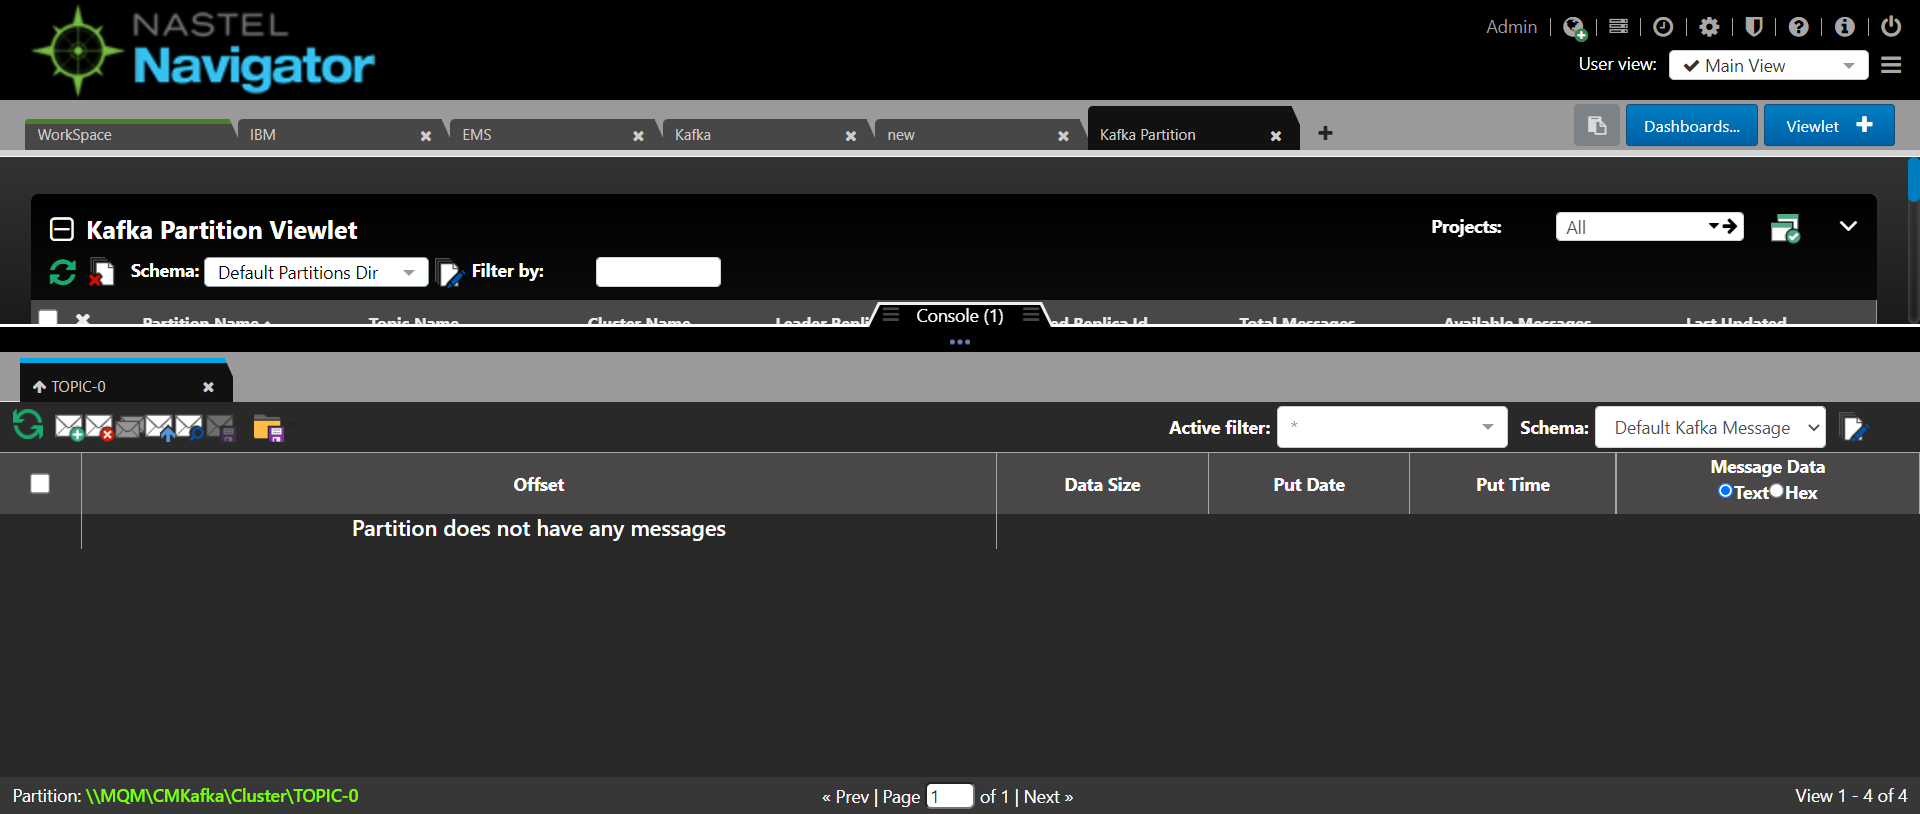 NASTEL
Navigator
Admin
User view: Main View
WorkSpace
IBM
EMS
Kafka
new
Kafka Partition
Dashboards...
Viewlet
Kafka Partition Viewlet
Projects: All
Schema: Default Partitions Dir
Filter by:
Partition Name
Topic Name
Cluster Name
Leader Repli
Console (1)
ed Replica Id
Total Messages
Available Messages
Last Updated
TOPIC-0
Active filter: *
Schema: Default Kafka Message
Offset
Data Size
Put Date
Put Time
Message Data
Text Hex
Partition does not have any messages
Partition: \\MQM\CMKafka\Cluster\TOPIC-0
« Prev | Page 1 of 1 | Next »
View 1 - 4 of 4